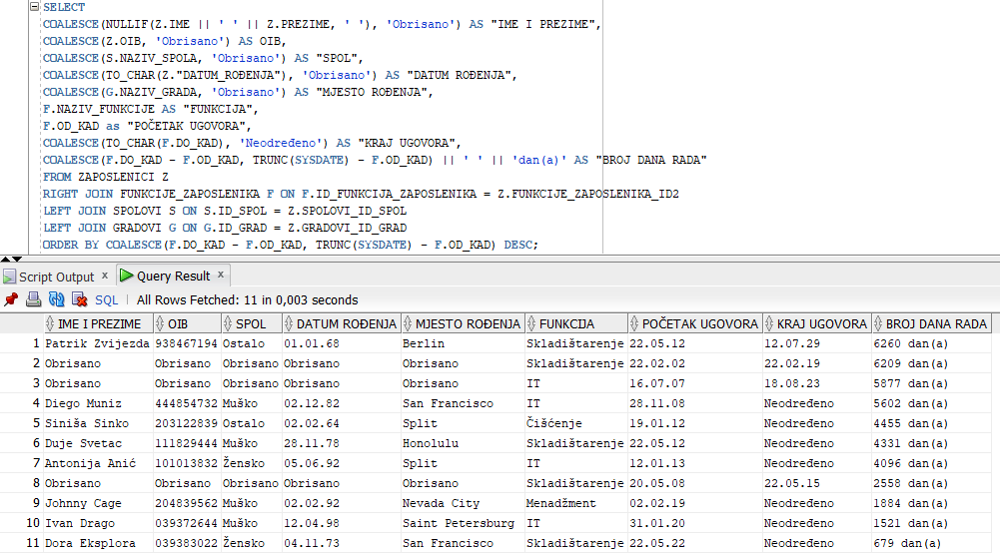 SELECT
COALESCE(NULLIF(Z.IME || ' ' || Z.PREZIME, ' '), 'Obrisano') AS "IME I PREZIME",
COALESCE(Z.OIB, 'Obrisano') AS OIB,
COALESCE(S.NAZIV_SPOLA, 'Obrisano') AS "SPOL",
COALESCE(TO_CHAR(Z."DATUM_ROĐENJA"), 'Obrisano') AS "DATUM ROĐENJA",
COALESCE(G.NAZIV_GRADA, 'Obrisano') AS "MJESTO ROĐENJA",
F.NAZIV_FUNKCIJE AS "FUNKCIJA",
F.OD_KAD as "POČETAK UGOVORA",
COALESCE(TO_CHAR(F.DO_KAD), 'Neodređeno') AS "KRAJ UGOVORA",
COALESCE(F.DO_KAD - F.OD_KAD, TRUNC(SYSDATE) - F.OD_KAD) || ' ' || 'dan(a)' AS "BROJ DANA RADA"
FROM ZAPOSLENICI Z
RIGHT JOIN FUNKCIJE_ZAPOSLENIKA F ON F.ID_FUNKCIJA_ZAPOSLENIKA = Z.FUNKCIJE_ZAPOSLENIKA_ID2
LEFT JOIN SPOLOVI S ON S.ID_SPOL = Z.SPOLOVI_ID_SPOL
LEFT JOIN GRADOVI G ON G.ID_GRAD = Z.GRADOVI_ID_GRAD
ORDER BY COALESCE(F.DO_KAD - F.OD_KAD, TRUNC(SYSDATE) - F.OD_KAD) DESC;
Script Output x Query Result x
SQL | All Rows Fetched: 11 in 0,003 seconds
IME I PREZIME OIB SPOL DATUM ROĐENJA MJESTO ROĐENJA FUNKCIJA POČETAK UGOVORA KRAJ UGOVORA BROJ DANA RADA
1 Patrik Zvijezda 938467194 Ostalo 01.01.68 Berlin Skladištarenje 22.05.12 12.07.29 6260 dan(a)
2 Obrisano Obrisano Obrisano Obrisano Obrisano Skladištarenje 22.02.02 22.02.19 6209 dan(a)
3 Obrisano Obrisano Obrisano Obrisano Obrisano IT 16.07.07 18.08.23 5877 dan(a)
4 Diego Muniz 444854732 Muško 02.12.82 San Francisco IT 28.11.08 Neodređeno 5602 dan(a)
5 Siniša Sinko 203122839 Ostalo 02.02.64 Split Čišćenje 19.01.12 Neodređeno 4455 dan(a)
6 Duje Svetac 111829444 Muško 28.11.78 Honolulu Skladištarenje 22.05.12 Neodređeno 4331 dan(a)
7 Antonija Anić 101013832 Žensko 05.06.92 Split IT 12.01.13 Neodređeno 4096 dan(a)
8 Obrisano Obrisano Obrisano Obrisano Obrisano Skladištarenje 20.05.08 22.05.15 2558 dan(a)
9 Johnny Cage 204839562 Muško 02.02.92 Nevada City Menadžment 02.02.19 Neodređeno 1884 dan(a)
10 Ivan Drago 039372644 Muško 12.04.98 Saint Petersburg IT 31.01.20 Neodređeno 1521 dan(a)
11 Dora Eksplora 039383022 Žensko 04.11.73 San Francisco Skladištarenje 22.05.22 Neodređeno 679 dan(a)